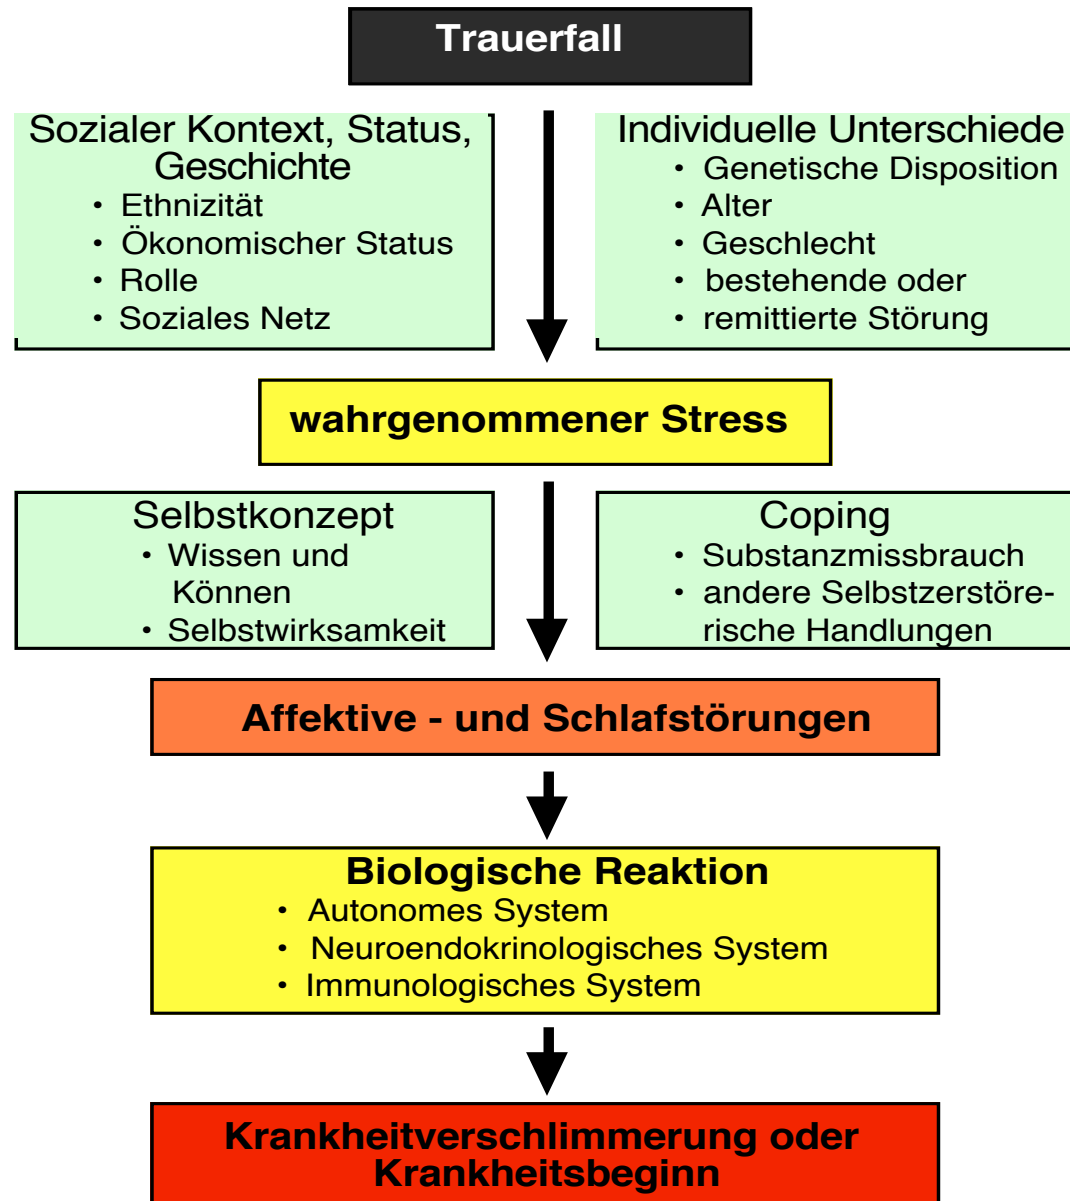 Trauerfall
Sozialer Kontext, Status,
Geschichte
• Ethnizität
• Ökonomischer Status
• Rolle
• Soziales Netz
Individuelle Unterschiede
• Genetische Disposition
• Alter
• Geschlecht
• bestehende oder
• remittierte Störung
wahrgenommener Stress
Selbstkonzept
• Wissen und
Können
• Selbstwirksamkeit
Coping
• Substanzmissbrauch
• andere Selbstzerstöre-
rische Handlungen
Affektive - und Schlafstörungen
Biologische Reaktion
• Autonomes System
• Neuroendokrinologisches System
• Immunologisches System
Krankheitverschlimmerung oder
Krankheitsbeginn